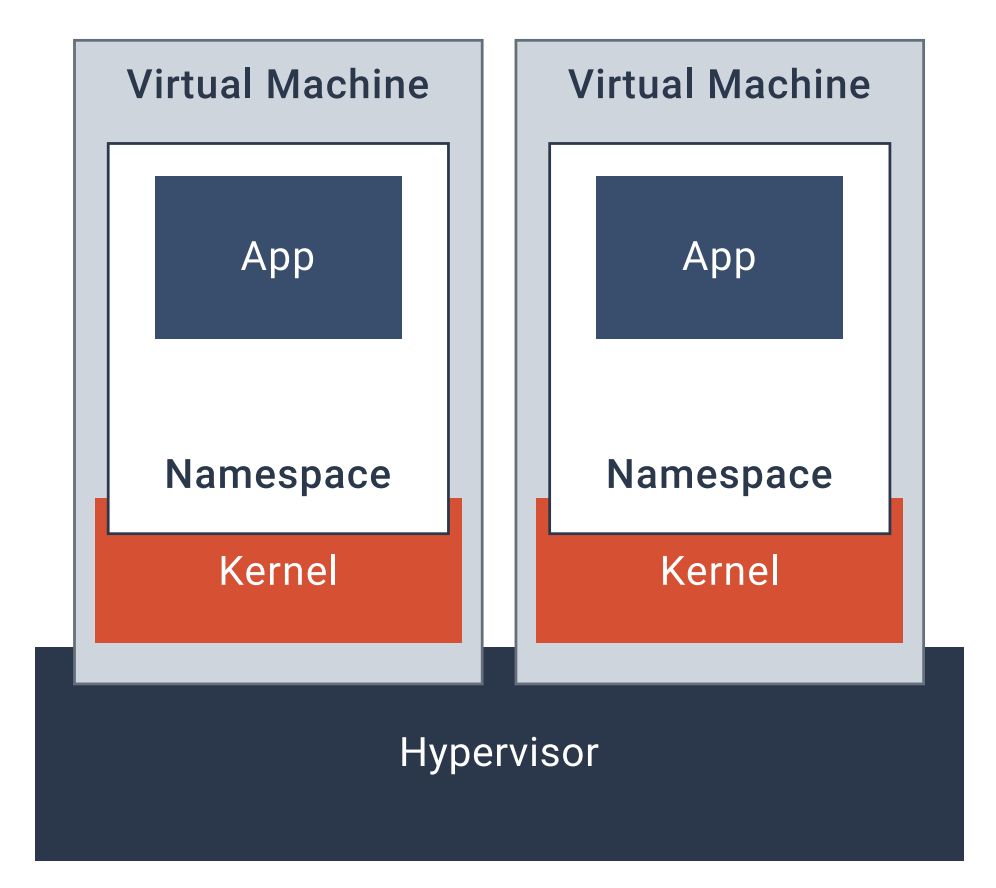 Virtual Machine
App
Namespace
Kernel
Virtual Machine
App
Namespace
Kernel
Hypervisor